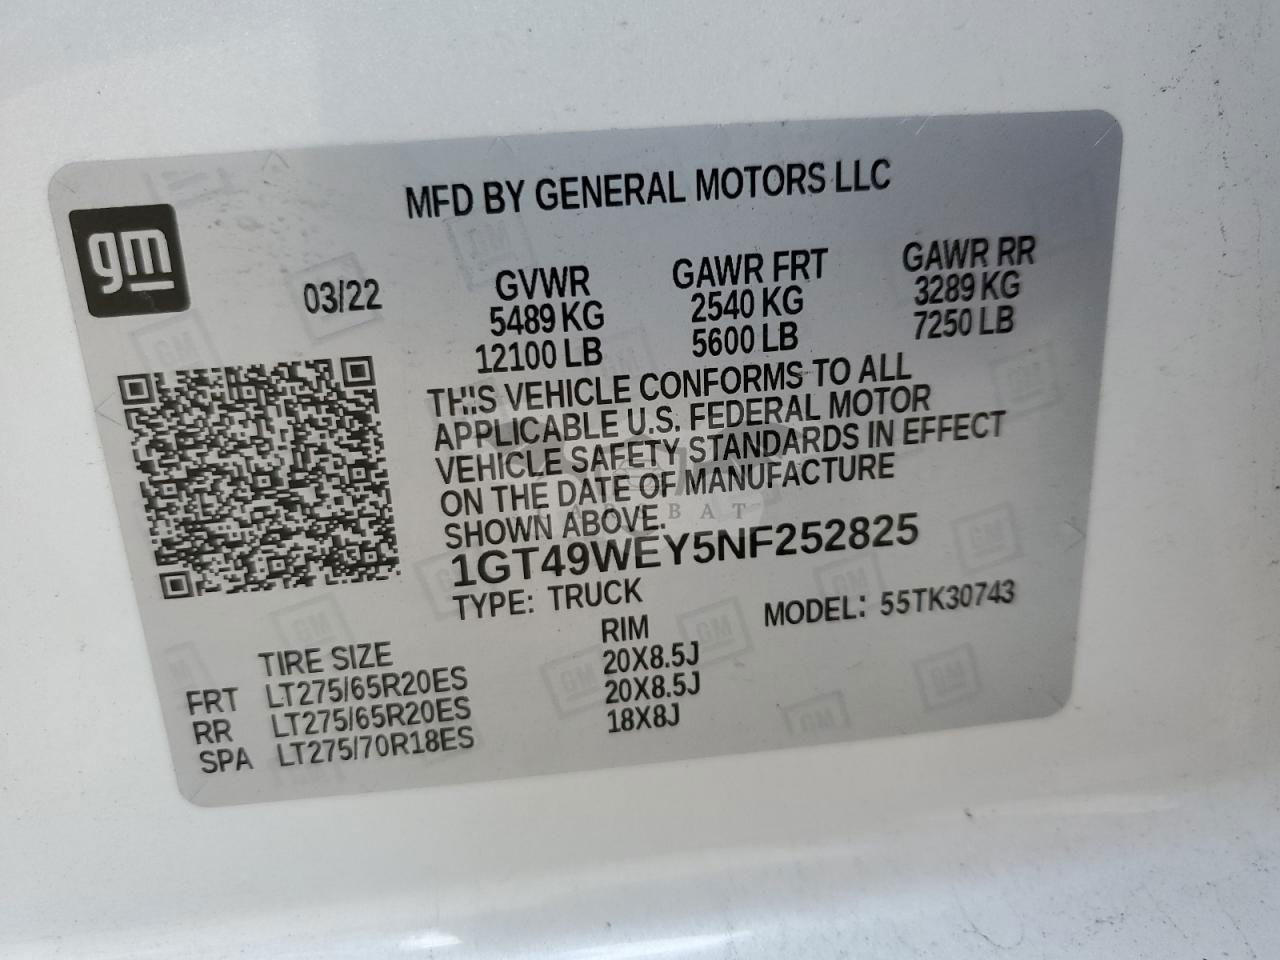 MFD BY GENERAL MOTORS LLC
gm
03/22
GVWR
5489 KG
12100 LB
GAWR FRT
2540 KG
5600 LB
GAWR RR
3289 KG
7250 LB
THIS VEHICLE CONFORMS TO ALL
APPLICABLE U.S. FEDERAL MOTOR
VEHICLE SAFETY STANDARDS IN EFFECT
ON THE DATE OF MANUFACTURE
SHOWN ABOVE.
1GT49WEY5NF252825
TYPE: TRUCK
MODEL: 55TK30743
TIRE SIZE RIM
FRT LT275/65R20ES 20X8.5J
RR LT275/65R20ES 20X8.5J
SPA LT275/70R18ES 18X8J